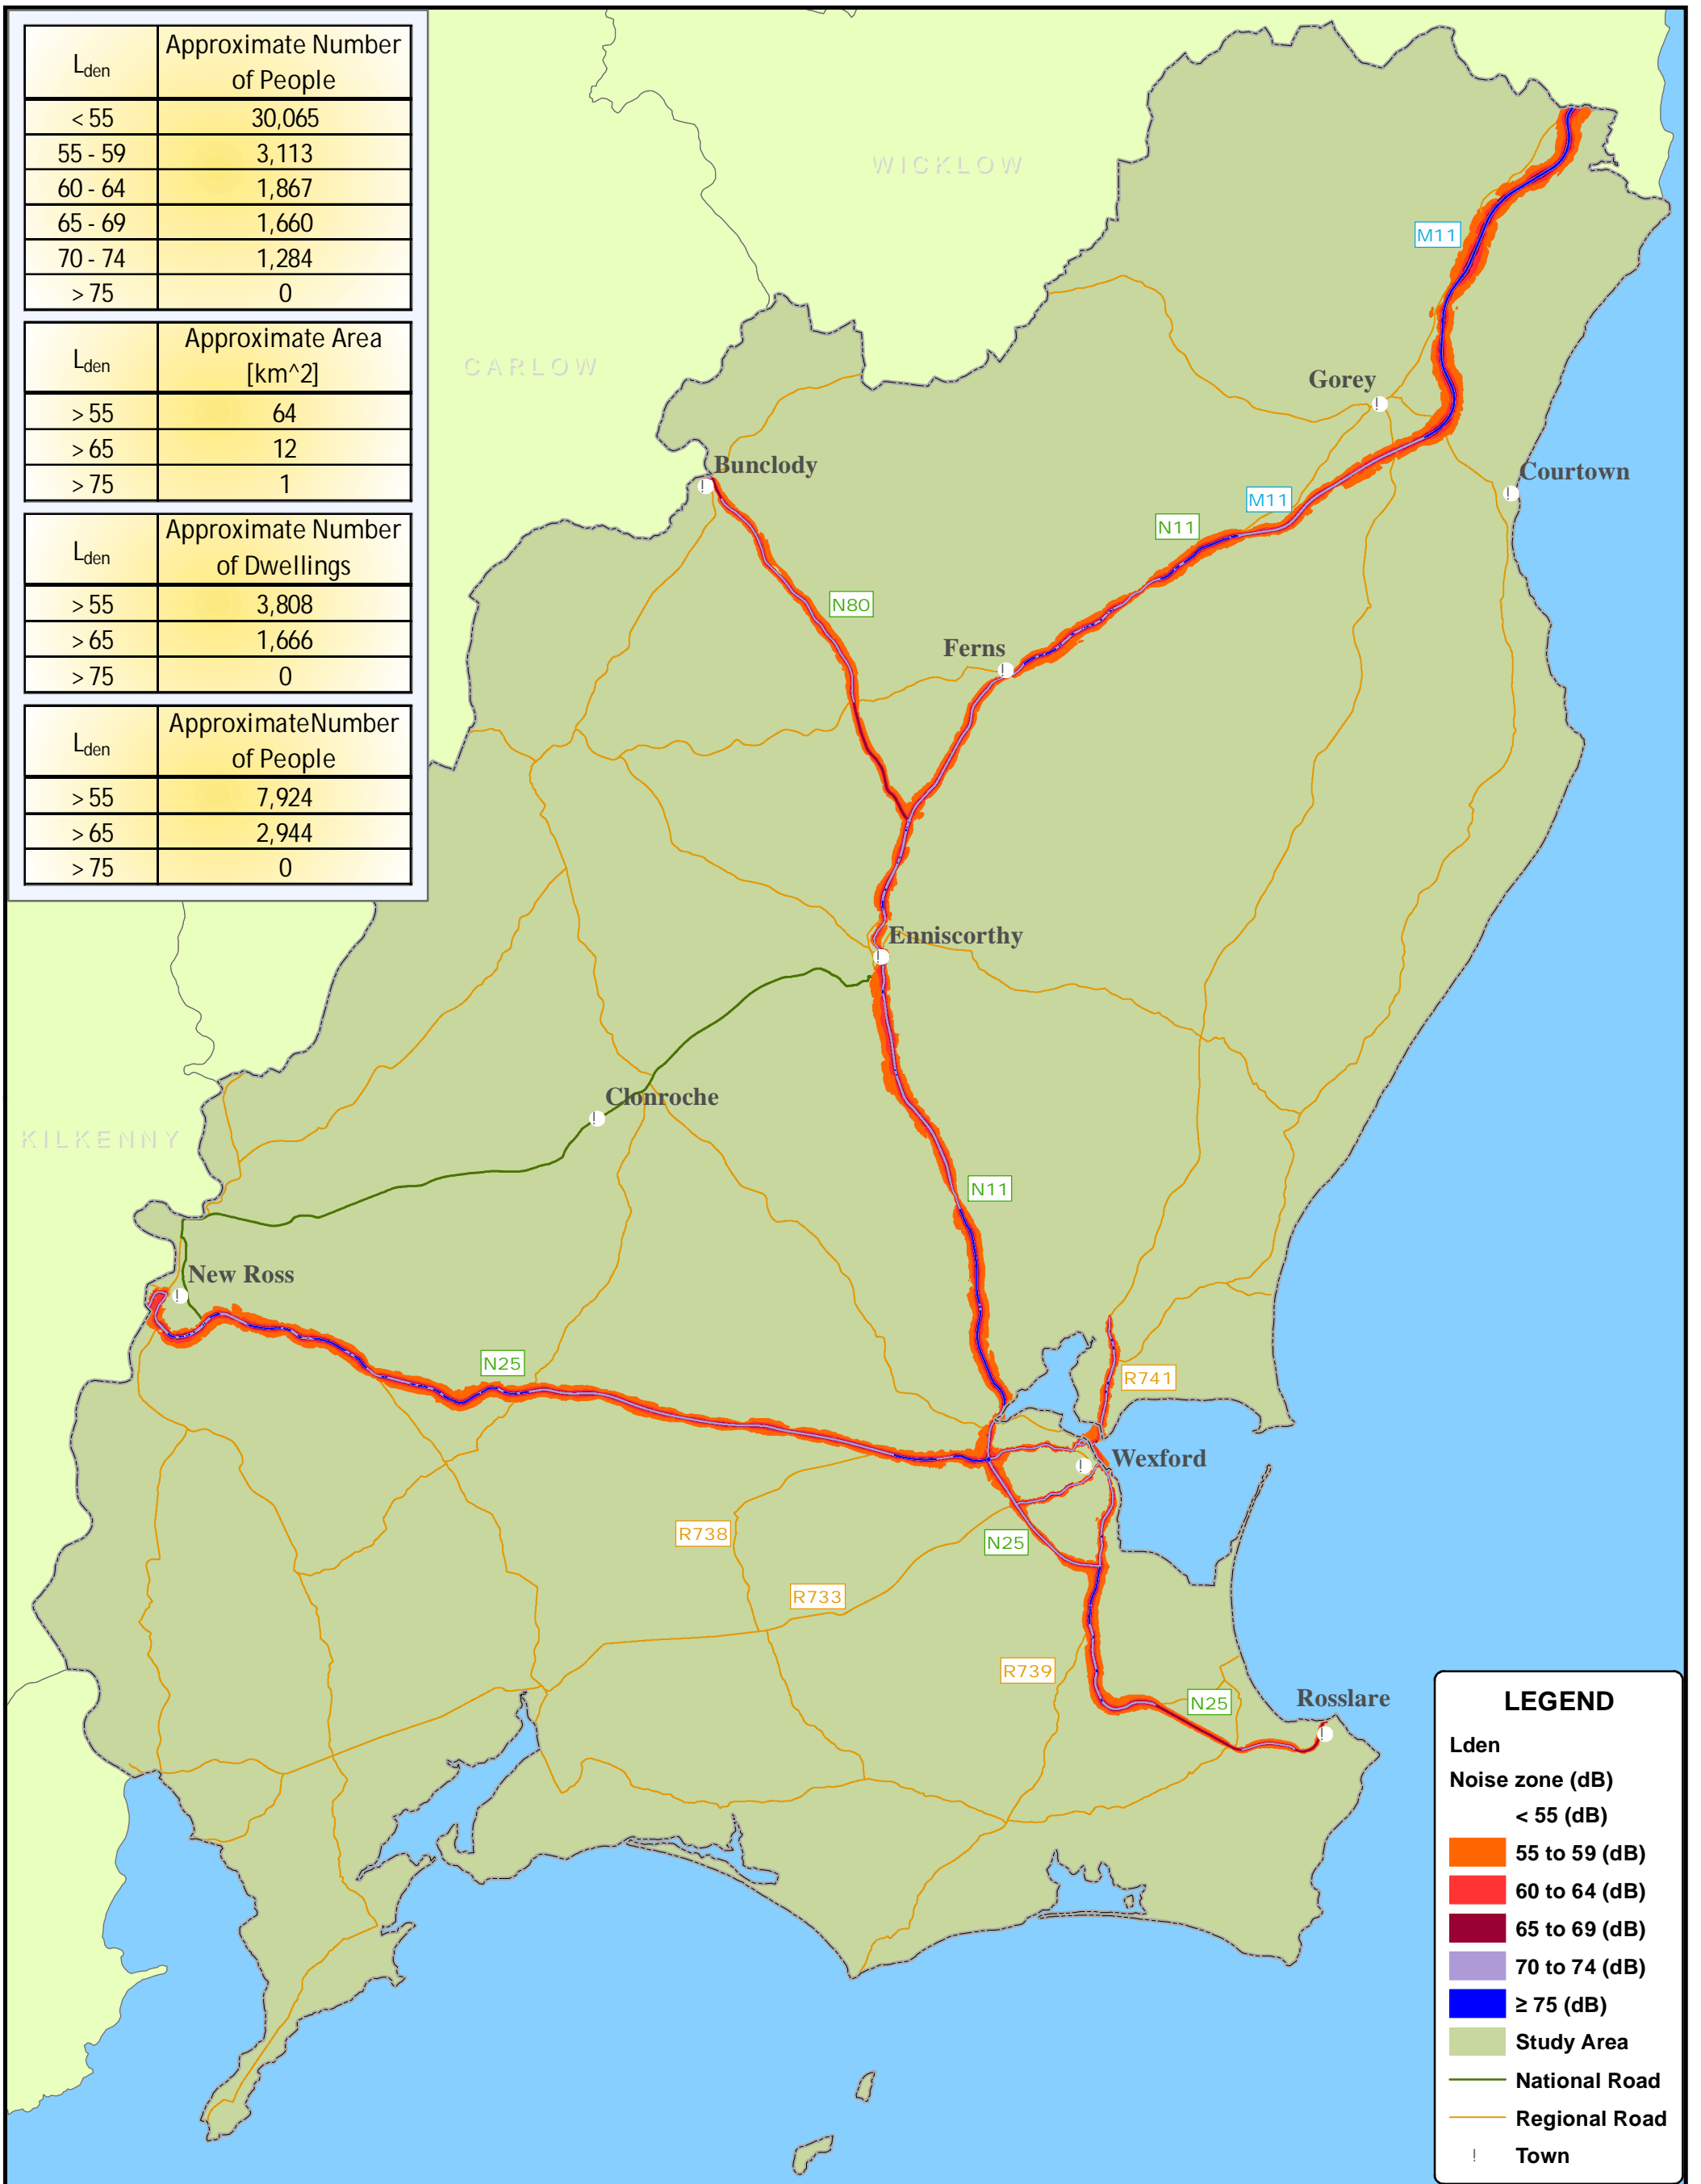 Lden Approximate Number
of People
< 55 30,065
55 - 59 3,113
60 - 64 1,867
65 - 69 1,660
70 - 74 1,284
> 75 0
Lden Approximate Area
[km^2]
> 55 64
> 65 12
> 75 1
Lden Approximate Number
of Dwellings
> 55 3,808
> 65 1,666
> 75 0
Lden ApproximateNumber
of People
> 55 7,924
> 65 2,944
> 75 0
WICKLOW
M11
CARLOW
Gorey
Bunclody
Courtown
M11
N11
N80
Ferns
Enniscorthy
Clonroche
KILKENNY
N11
New Ross
N25
R741
Wexford
R738
N25
R733
R739
N25
Rosslare
LEGEND
Lden
Noise zone (dB)
< 55 (dB)
55 to 59 (dB)
60 to 64 (dB)
65 to 69 (dB)
70 to 74 (dB)
≥ 75 (dB)
Study Area
National Road
Regional Road
! Town